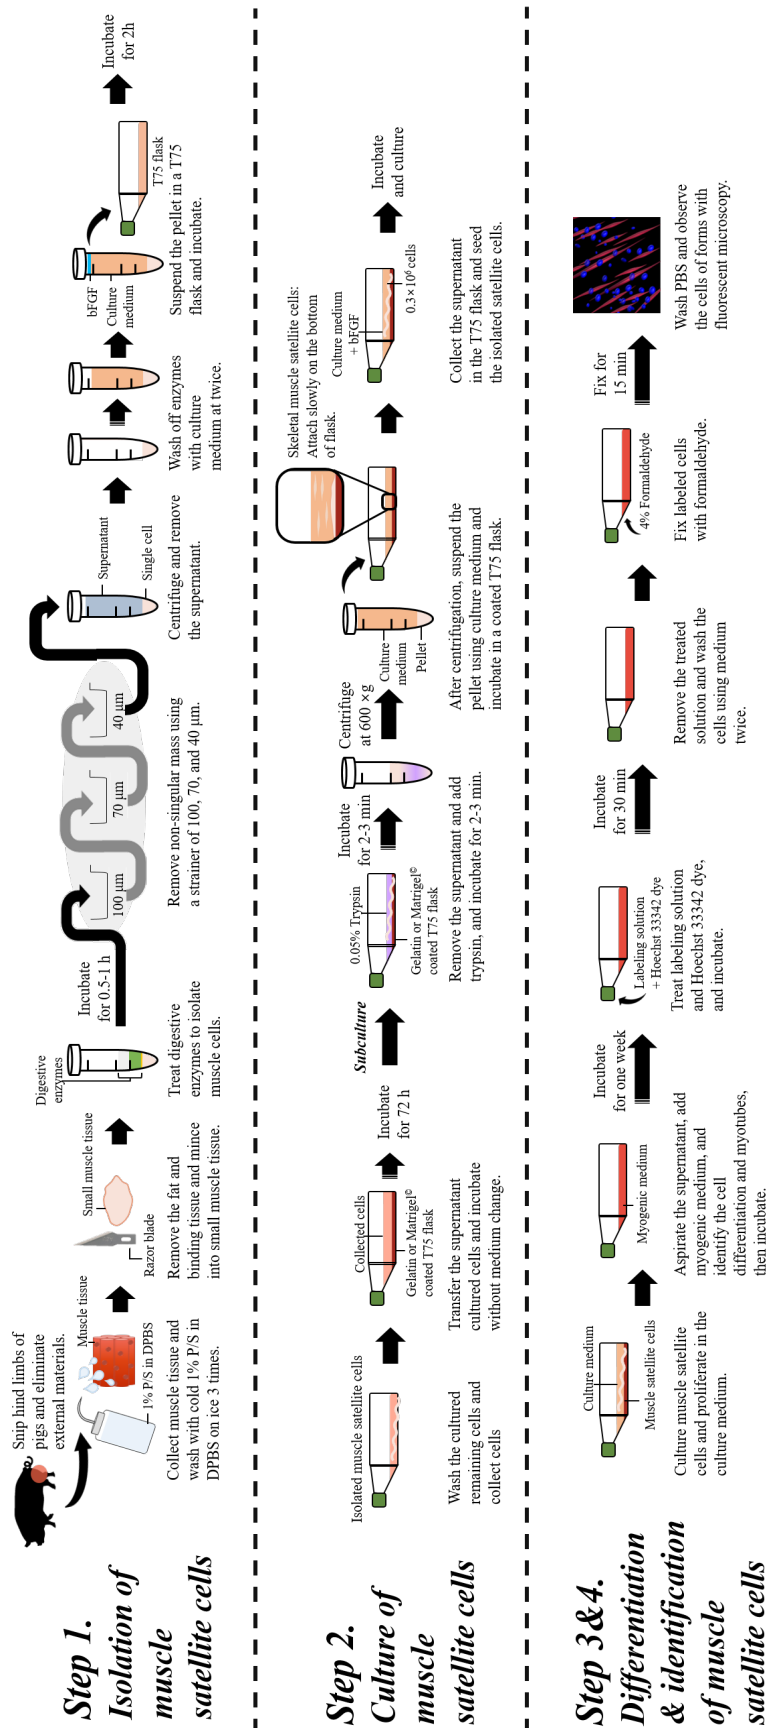 Step 1.
Isolation of
muscle
satellite cells
Snip hind limbs of
pigs and eliminate
external materials.
Muscle tissue
1% P/S in DPBS
Collect muscle tissue and
wash with cold 1% P/S in
DPBS on ice 3 times.
Small muscle tissue
Razor blade
Remove the fat and
binding tissue and mince
into small muscle tissue.
Digestive
enzymes
Treat digestive
enzymes to isolate
muscle cells.
Incubate
for 0.5-1 h
100 μm
70 μm
40 μm
Remove non-singular mass using
a strainer of 100, 70, and 40 μm.
Supernatant
Single cell
Centrifuge and remove
the supernatant.
Wash off enzymes
with culture
medium at twice.
bFGF
Culture
medium
T75 flask
Suspend the pellet in a T75
flask and incubate.
Incubate
for 2h
Step 2.
Culture of
muscle
satellite cells
Isolated muscle satellite cells
Wash the cultured
remaining cells and
collect cells
Collected cells
Gelatin or Matrigel©
coated T75 flask
Transfer the supernatant
cultured cells and incubate
without medium change.
Incubate
for 72 h
Subculture
0.05% Trypsin
Gelatin or Matrigel©
coated T75 flask
Remove the supernatant and add
trypsin, and incubate for 2-3 min.
Incubate
for 2-3 min
Centrifuge
at 600 ×g
Culture
medium
Pellet
After centrifugation, suspend the
pellet using culture medium and
incubate in a coated T75 flask.
Skeletal muscle satellite cells:
Attach slowly on the bottom
of flask.
Culture medium
+ bFGF
0.3×10⁶ cells
Collect the supernatant
in the T75 flask and seed
the isolated satellite cells.
Incubate
and culture
Step 3&4.
Differentiation
& identification
of muscle
satellite cells
Culture medium
Muscle satellite cells
Culture muscle satellite
cells and proliferate in the
culture medium.
Myogenic medium
Aspirate the supernatant, add
myogenic medium, and
identify the cell
differentiation and myotubes,
then incubate.
Incubate
for one week
Labeling solution
+ Hoechst 33342 dye
Treat labeling solution
and Hoechst 33342 dye,
and incubate.
Incubate
for 30 min
Remove the treated
solution and wash the
cells using medium
twice.
4% Formaldehyde
Fix labeled cells
with formaldehyde.
Fix for
15 min
Wash PBS and observe
the cells of forms with
fluorescent microscopy.